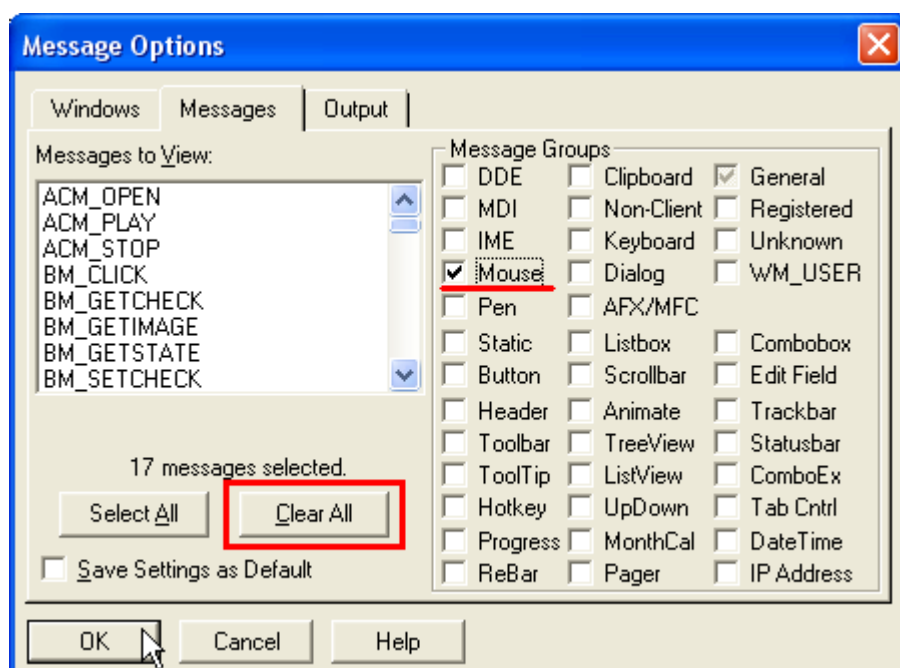 Message Options
Windows Messages Output
Messages to View:
ACM_OPEN
ACM_PLAY
ACM_STOP
BM_CLICK
BM_GETCHECK
BM_GETIMAGE
BM_GETSTATE
BM_SETCHECK
17 messages selected.
Select All Clear All
Save Settings as Default
Message Groups
DDE Clipboard General
MDI Non-Client Registered
IME Keyboard Unknown
Mouse Dialog WM_USER
Pen AFX/MFC
Static Listbox Combobox
Button Scrollbar Edit Field
Header Animate Trackbar
Toolbar TreeView Statusbar
ToolTip ListView ComboEx
Hotkey UpDown Tab Cntrl
Progress MonthCal DateTime
ReBar Pager IP Address
OK Cancel Help